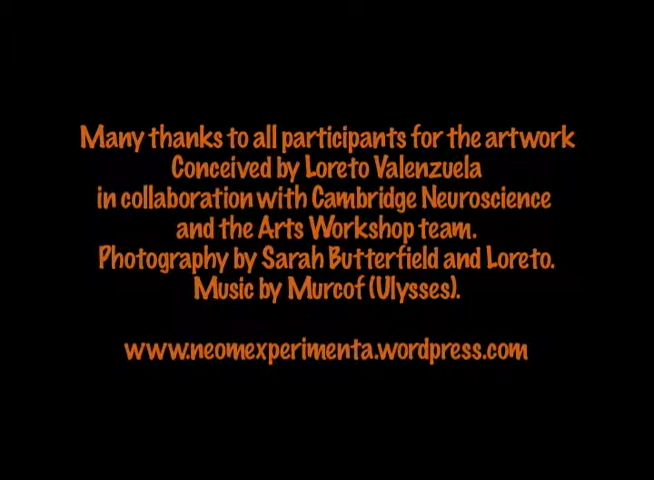 Many thanks to all participants for the artwork
Conceived by Loreto Valenzuela
in collaboration with Cambridge Neuroscience
and the Arts Workshop team.
Photography by Sarah Butterfield and Loreto.
Music by Murcof (Ulysses).
www.neomexperimenta.wordpress.com